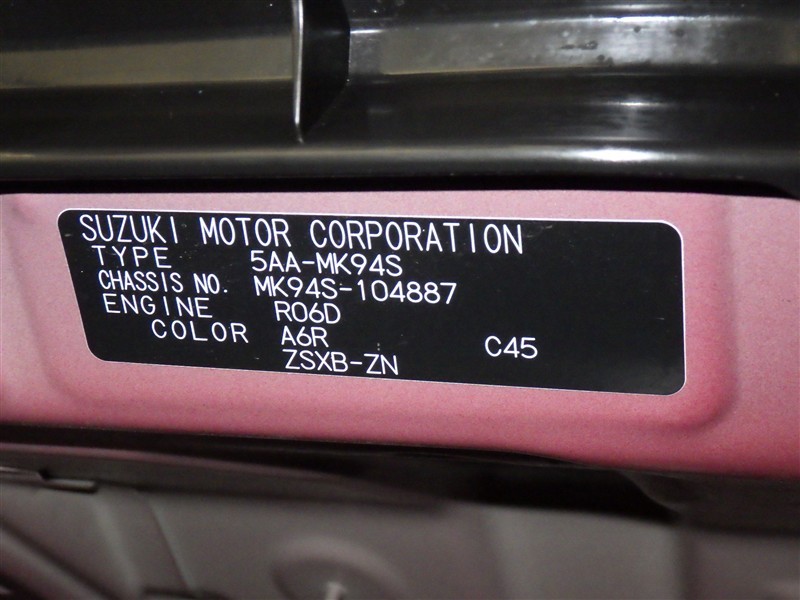 SUZUKI MOTOR CORPORATION
TYPE 5AA-MK94S
CHASSIS NO. MK94S-104887
ENGINE R06D
COLOR A6R C45
ZSXB-ZN